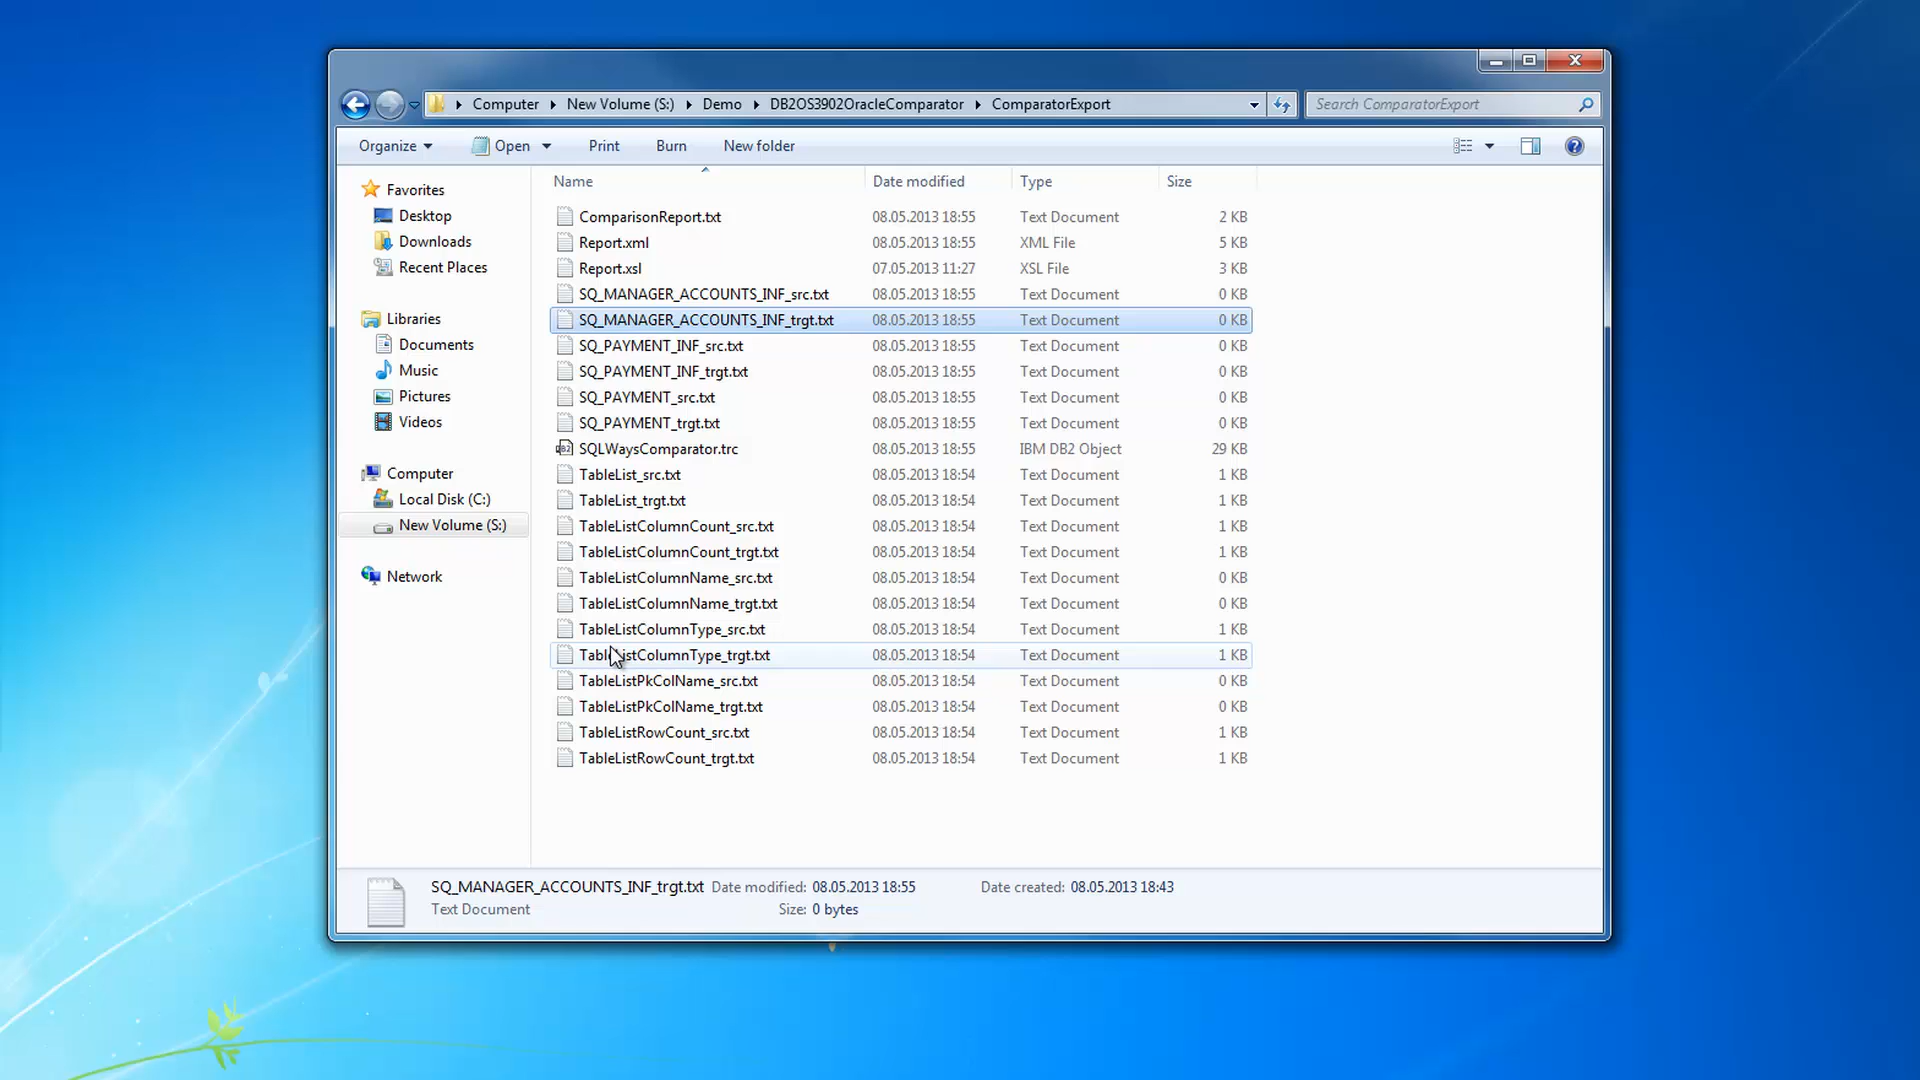 Computer New Volume (S:) Demo DB2OS3902OracleComparator ComparatorExport
Search ComparatorExport
Organize Open Print Burn New folder
Favorites
Desktop
Downloads
Recent Places
Libraries
Documents
Music
Pictures
Videos
Computer
Local Disk (C:)
New Volume (S:)
Network
Name Date modified Type Size
ComparisonReport.txt 08.05.2013 18:55 Text Document 2 KB
Report.xml 08.05.2013 18:55 XML File 5 KB
Report.xsl 07.05.2013 11:27 XSL File 3 KB
SQ_MANAGER_ACCOUNTS_INF_src.txt 08.05.2013 18:55 Text Document 0 KB
SQ_MANAGER_ACCOUNTS_INF_trgt.txt 08.05.2013 18:55 Text Document 0 KB
SQ_PAYMENT_INF_src.txt 08.05.2013 18:55 Text Document 0 KB
SQ_PAYMENT_INF_trgt.txt 08.05.2013 18:55 Text Document 0 KB
SQ_PAYMENT_src.txt 08.05.2013 18:55 Text Document 0 KB
SQ_PAYMENT_trgt.txt 08.05.2013 18:55 Text Document 0 KB
SQLWaysComparator.trc 08.05.2013 18:55 IBM DB2 Object 29 KB
TableList_src.txt 08.05.2013 18:54 Text Document 1 KB
TableList_trgt.txt 08.05.2013 18:54 Text Document 1 KB
TableListColumnCount_src.txt 08.05.2013 18:54 Text Document 1 KB
TableListColumnCount_trgt.txt 08.05.2013 18:54 Text Document 1 KB
TableListColumnName_src.txt 08.05.2013 18:54 Text Document 0 KB
TableListColumnName_trgt.txt 08.05.2013 18:54 Text Document 0 KB
TableListColumnType_src.txt 08.05.2013 18:54 Text Document 1 KB
TableListColumnType_trgt.txt 08.05.2013 18:54 Text Document 1 KB
TableListPkColName_src.txt 08.05.2013 18:54 Text Document 0 KB
TableListPkColName_trgt.txt 08.05.2013 18:54 Text Document 0 KB
TableListRowCount_src.txt 08.05.2013 18:54 Text Document 1 KB
TableListRowCount_trgt.txt 08.05.2013 18:54 Text Document 1 KB
SQ_MANAGER_ACCOUNTS_INF_trgt.txt Date modified: 08.05.2013 18:55 Date created: 08.05.2013 18:43
Text Document Size: 0 bytes